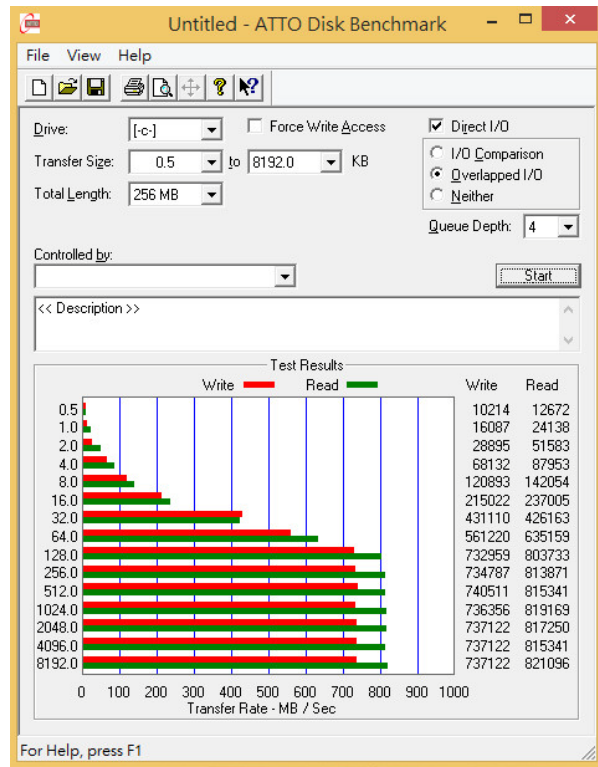 Untitled - ATTO Disk Benchmark
File View Help
Drive: [-c-] Force Write Access Direct I/O
Transfer Size: 0.5 to 8192.0 KB I/O Comparison
Overlapped I/O
Total Length: 256 MB Neither
Queue Depth: 4
Controlled by:
Start
<< Description >>
Test Results
Write Read Write Read
0.5 10214 12672
1.0 16087 24138
2.0 28895 51583
4.0 68132 87953
8.0 120893 142054
16.0 215022 237005
32.0 431110 426163
64.0 561220 635159
128.0 732959 803733
256.0 734787 813871
512.0 740511 815341
1024.0 736356 819169
2048.0 737122 817250
4096.0 737122 815341
8192.0 737122 821096
0 100 200 300 400 500 600 700 800 900 1000
Transfer Rate - MB / Sec
For Help, press F1